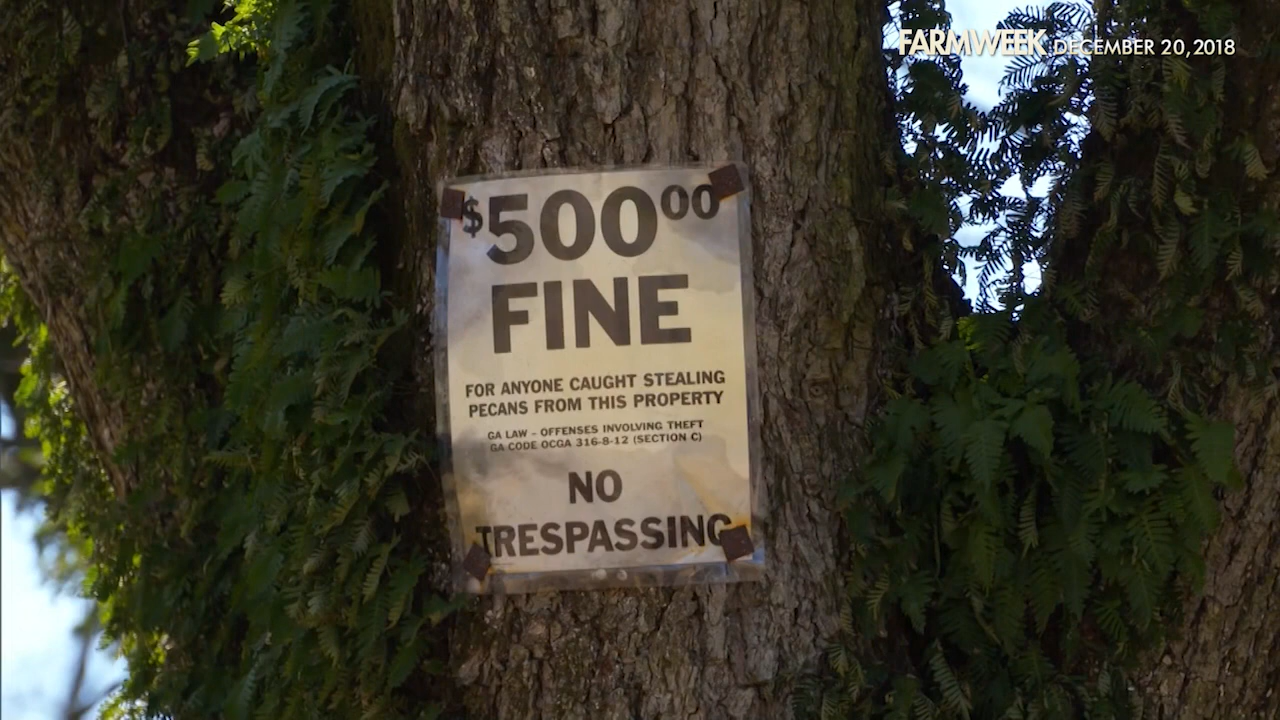 FARMWEEK DECEMBER 20, 2018
$500 00
FINE
FOR ANYONE CAUGHT STEALING
PECANS FROM THIS PROPERTY
GA LAW – OFFENSES INVOLVING THEFT
GA CODE OCGA 316-8-12 (SECTION C)
NO
TRESPASSING